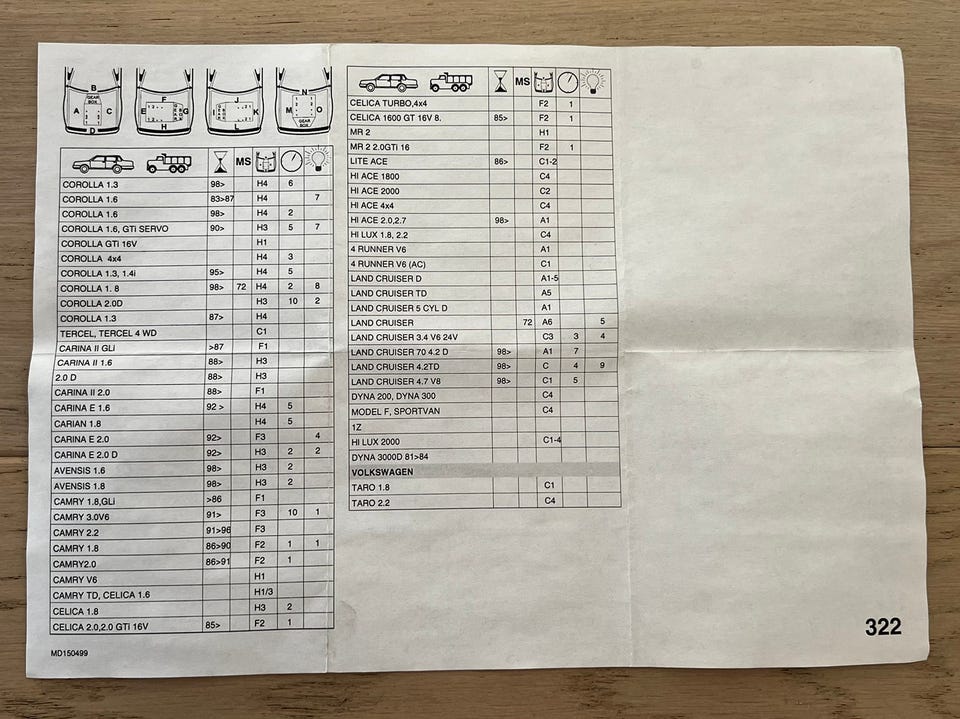 B
GEAR BOX
A C
D
F
E G
H
J
I K
L
N
M O
GEAR BOX
MS
COROLLA 1.3 98> H4 6
COROLLA 1.6 83>87 H4 7
COROLLA 1.6 98> H4 2
COROLLA 1.6, GTi SERVO 90> H3 5 7
COROLLA GTi 16V H1
COROLLA 4x4 H4 3
COROLLA 1.3, 1.4i 95> H4 5
COROLLA 1. 8 98> 72 H4 2 8
COROLLA 2.0D H3 10 2
COROLLA 1.3 87> H4
TERCEL, TERCEL 4 WD C1
CARINA II GLi >87 F1
CARINA II 1.6 88> H3
2.0 D 88> H3
CARINA II 2.0 88> F1
CARINA E 1.6 92 > H4 5
CARIAN 1.8 H4 5
CARINA E 2.0 92> F3 4
CARINA E 2.0 D 92> H3 2 2
AVENSIS 1.6 98> H3 2
AVENSIS 1.8 98> H3 2
CAMRY 1.8,GLi >86 F1
CAMRY 3.0V6 91> F3 10 1
CAMRY 2.2 91>96 F3
CAMRY 1.8 86>90 F2 1 1
CAMRY2.0 86>91 F2 1
CAMRY V6 H1
CAMRY TD, CELICA 1.6 H1/3
CELICA 1.8 H3 2
CELICA 2.0,2.0 GTi 16V 85> F2 1
MD150499
MS
CELICA TURBO,4x4 F2 1
CELICA 1600 GT 16V 8. 85> F2 1
MR 2 H1
MR 2 2.0GTI 16 F2 1
LITE ACE 86> C1-2
HI ACE 1800 C4
HI ACE 2000 C2
HI ACE 4x4 C4
HI ACE 2.0,2.7 98> A1
HI LUX 1.8, 2.2 C4
4 RUNNER V6 A1
4 RUNNER V6 (AC) C1
LAND CRUISER D A1-5
LAND CRUISER TD A5
LAND CRUISER 5 CYL D A1
LAND CRUISER 72 A6 5
LAND CRUISER 3.4 V6 24V C3 3 4
LAND CRUISER 70 4.2 D 98> A1 7
LAND CRUISER 4.2TD 98> C 4 9
LAND CRUISER 4.7 V8 98> C1 5
DYNA 200, DYNA 300 C4
MODEL F, SPORTVAN C4
1Z
HI LUX 2000 C1-4
DYNA 3000D 81>84
VOLKSWAGEN
TARO 1.8 C1
TARO 2.2 C4
322